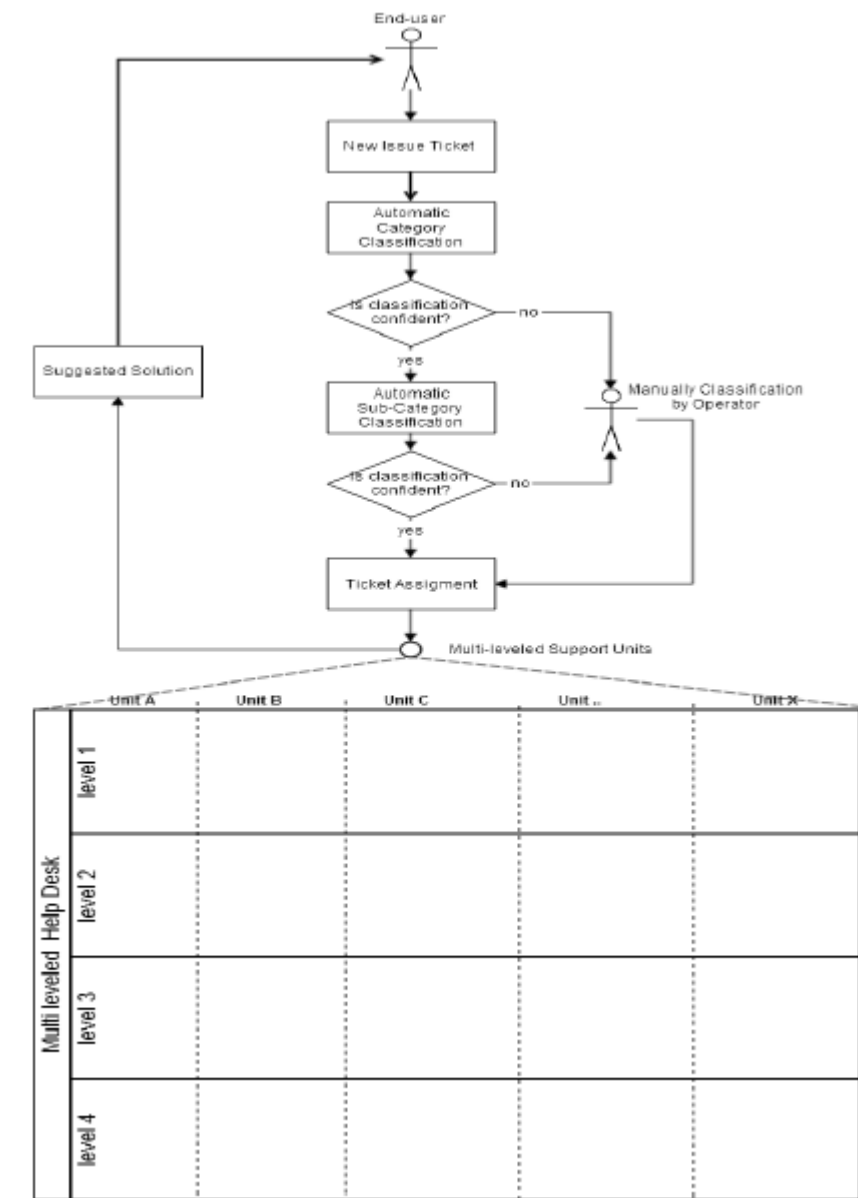 End-user
New Issue Ticket
Automatic
Category
Classification
Is classification
confident?
no
yes
Suggested Solution
Automatic
Sub-Category
Classification
Manually Classification
by Operator
Is classification
confident?
no
yes
Ticket Assigment
Multi-leveled Support Units
Unit A
Unit B
Unit C
Unit ..
Unit X
Multi leveled Help Desk
level 1
level 2
level 3
level 4